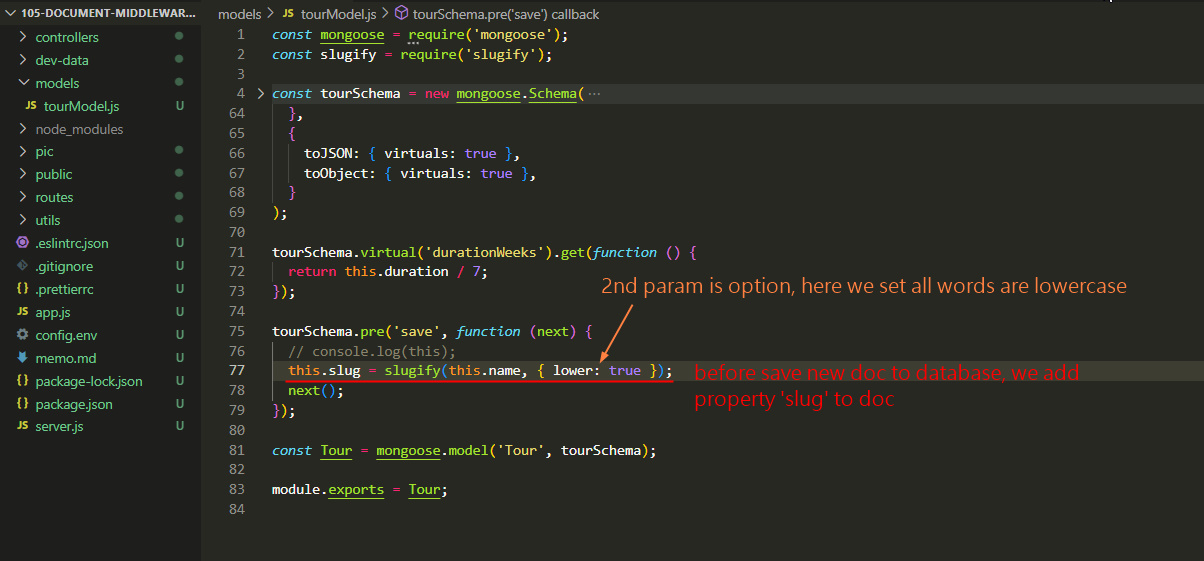 105-DOCUMENT-MIDDLEWAR...
controllers
dev-data
models
JS tourModel.js U
node_modules
pic
public
routes
utils
.eslintrc.json U
.gitignore U
{} .prettierrc U
JS app.js U
config.env U
memo.md U
{} package-lock.json U
{} package.json U
JS server.js U
models > JS tourModel.js > tourSchema.pre('save') callback
1 const mongoose = require('mongoose');
2 const slugify = require('slugify');
3
4 const tourSchema = new mongoose.Schema( ...
64 },
65 {
66 toJSON: { virtuals: true },
67 toObject: { virtuals: true },
68 }
69 );
70
71 tourSchema.virtual('durationWeeks').get(function () {
72 return this.duration / 7;
73 });
2nd param is option, here we set all words are lowercase
74
75 tourSchema.pre('save', function (next) {
76 // console.log(this);
77 this.slug = slugify(this.name, { lower: true });
before save new doc to database, we add
property 'slug' to doc
78 next();
79 });
80
81 const Tour = mongoose.model('Tour', tourSchema);
82
83 module.exports = Tour;
84